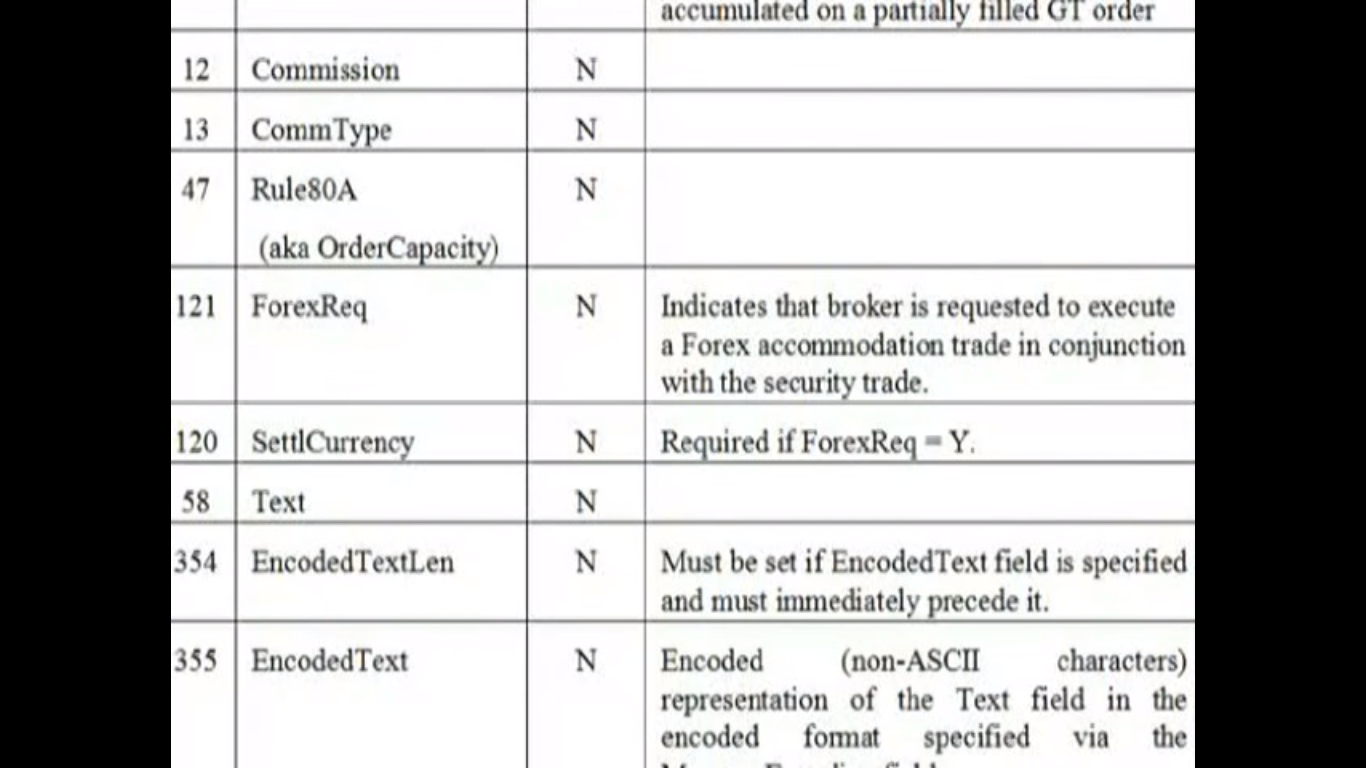 accumulated on a partially filled GT order
12 Commission N
13 CommType N
47 Rule80A N
(aka OrderCapacity)
121 ForexReq N Indicates that broker is requested to execute
a Forex accommodation trade in conjunction
with the security trade.
120 SettlCurrency N Required if ForexReq = Y.
58 Text N
354 EncodedTextLen N Must be set if EncodedText field is specified
and must immediately precede it.
355 EncodedText N Encoded (non-ASCII characters)
representation of the Text field in the
encoded format specified via the